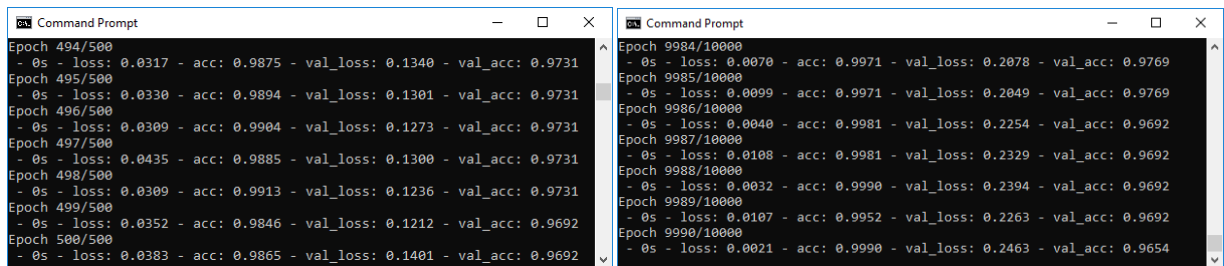 Command Prompt
Epoch 494/500
- 0s - loss: 0.0317 - acc: 0.9875 - val_loss: 0.1340 - val_acc: 0.9731
Epoch 495/500
- 0s - loss: 0.0330 - acc: 0.9894 - val_loss: 0.1301 - val_acc: 0.9731
Epoch 496/500
- 0s - loss: 0.0309 - acc: 0.9904 - val_loss: 0.1273 - val_acc: 0.9731
Epoch 497/500
- 0s - loss: 0.0435 - acc: 0.9885 - val_loss: 0.1300 - val_acc: 0.9731
Epoch 498/500
- 0s - loss: 0.0309 - acc: 0.9913 - val_loss: 0.1236 - val_acc: 0.9731
Epoch 499/500
- 0s - loss: 0.0352 - acc: 0.9846 - val_loss: 0.1212 - val_acc: 0.9692
Epoch 500/500
- 0s - loss: 0.0383 - acc: 0.9865 - val_loss: 0.1401 - val_acc: 0.9692
Command Prompt
Epoch 9984/10000
- 0s - loss: 0.0070 - acc: 0.9971 - val_loss: 0.2078 - val_acc: 0.9769
Epoch 9985/10000
- 0s - loss: 0.0099 - acc: 0.9971 - val_loss: 0.2049 - val_acc: 0.9769
Epoch 9986/10000
- 0s - loss: 0.0040 - acc: 0.9981 - val_loss: 0.2254 - val_acc: 0.9692
Epoch 9987/10000
- 0s - loss: 0.0108 - acc: 0.9981 - val_loss: 0.2329 - val_acc: 0.9692
Epoch 9988/10000
- 0s - loss: 0.0032 - acc: 0.9990 - val_loss: 0.2394 - val_acc: 0.9692
Epoch 9989/10000
- 0s - loss: 0.0107 - acc: 0.9952 - val_loss: 0.2263 - val_acc: 0.9692
Epoch 9990/10000
- 0s - loss: 0.0021 - acc: 0.9990 - val_loss: 0.2463 - val_acc: 0.9654